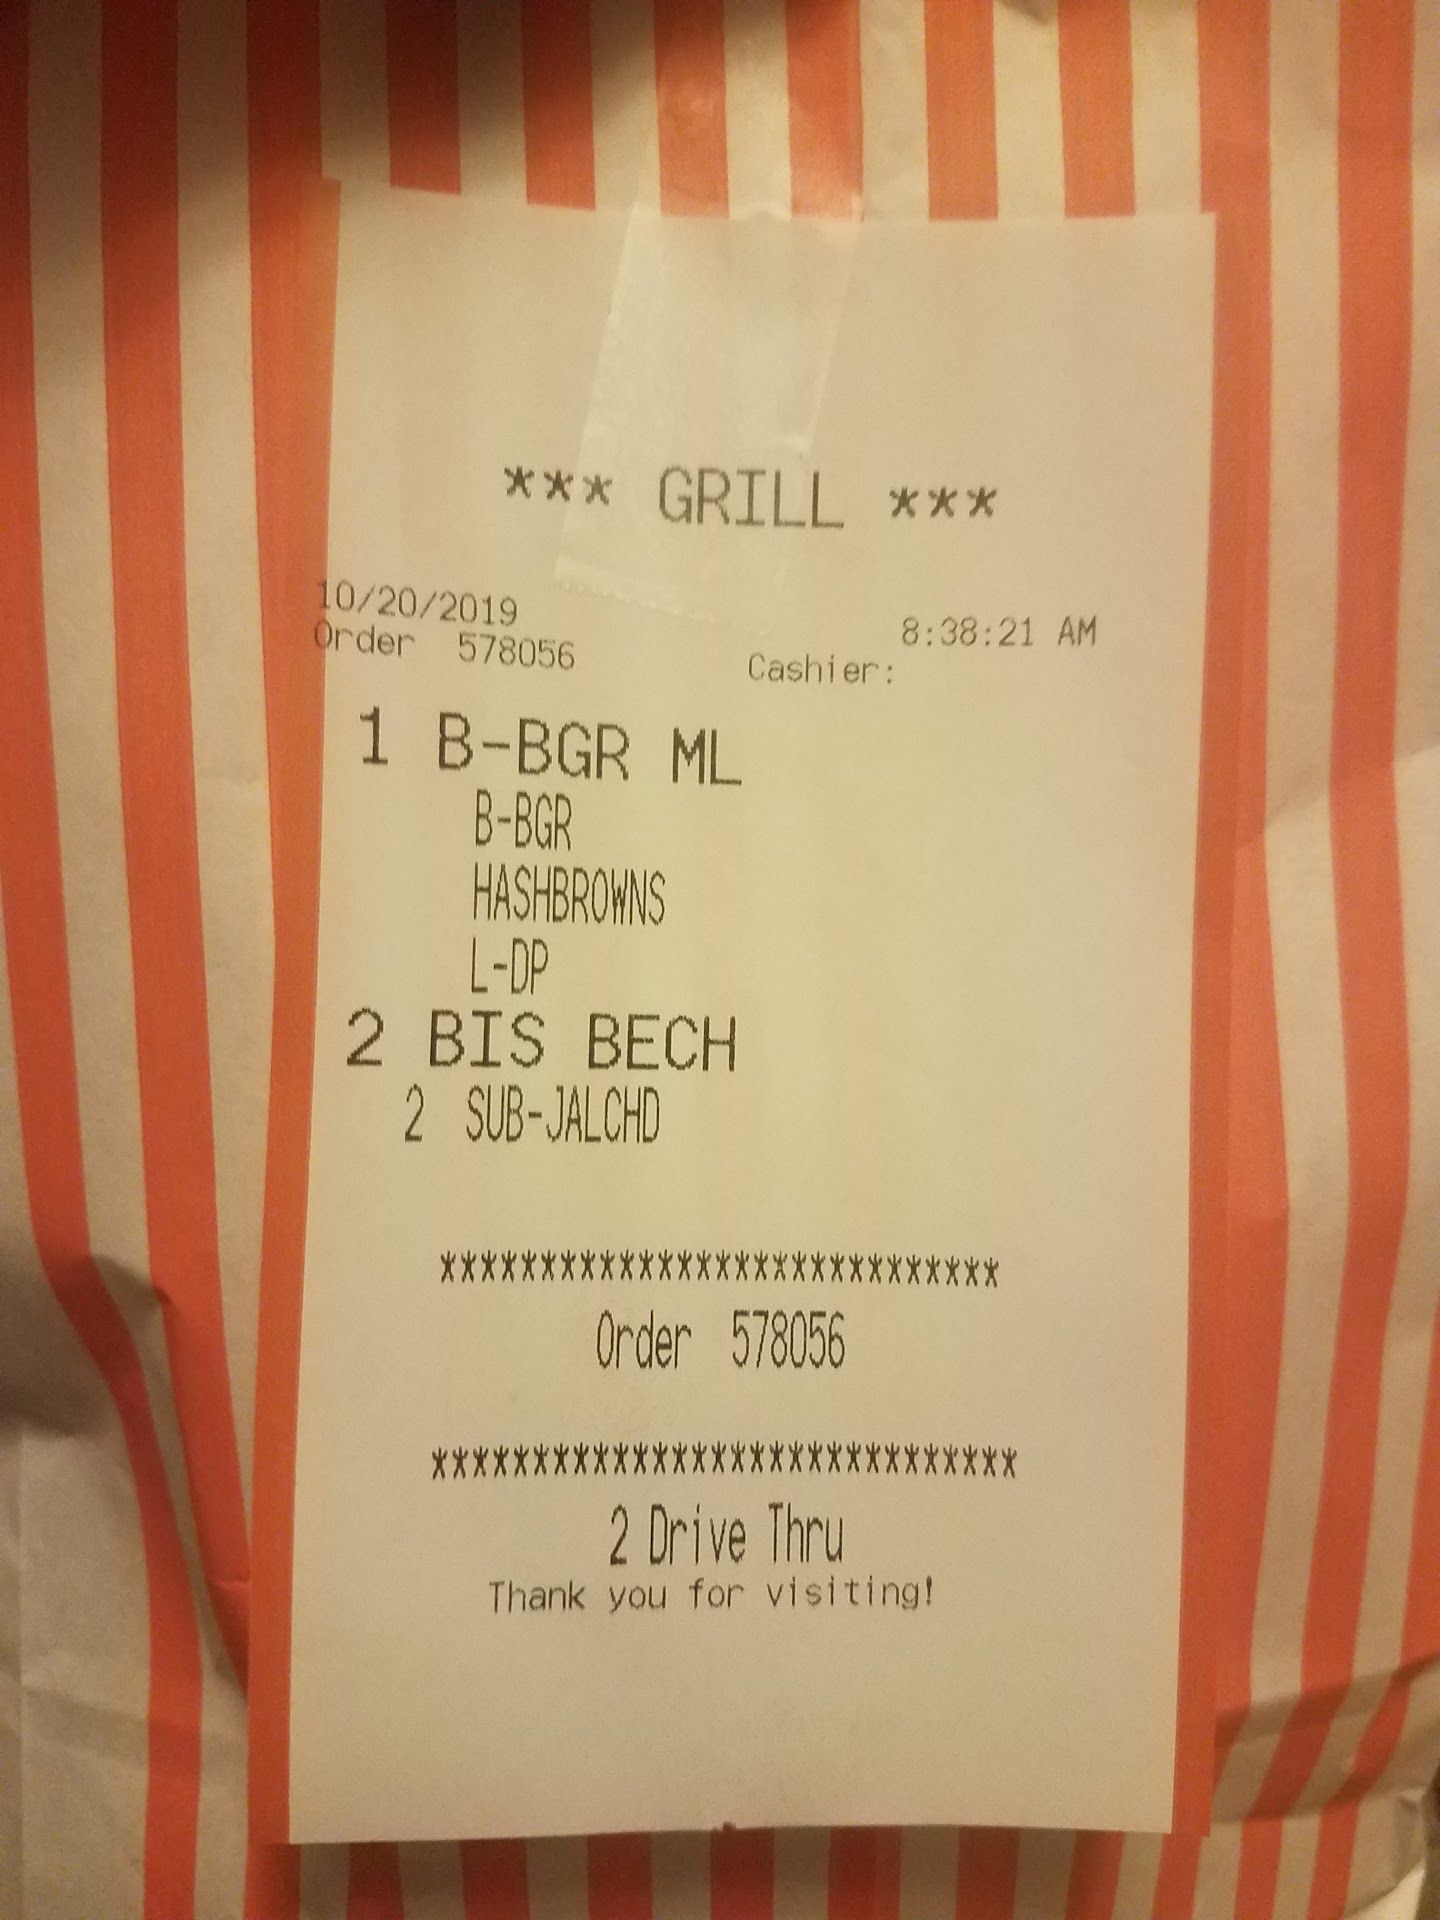 *** GRILL ***
10/20/2019 8:38:21 AM
Order 578056 Cashier:
1 B-BGR ML
B-BGR
HASHBROWNS
L-DP
2 BIS BECH
2 SUB-JALCHD
****************************
Order 578056
*****************************
2 Drive Thru
Thank you for visiting!